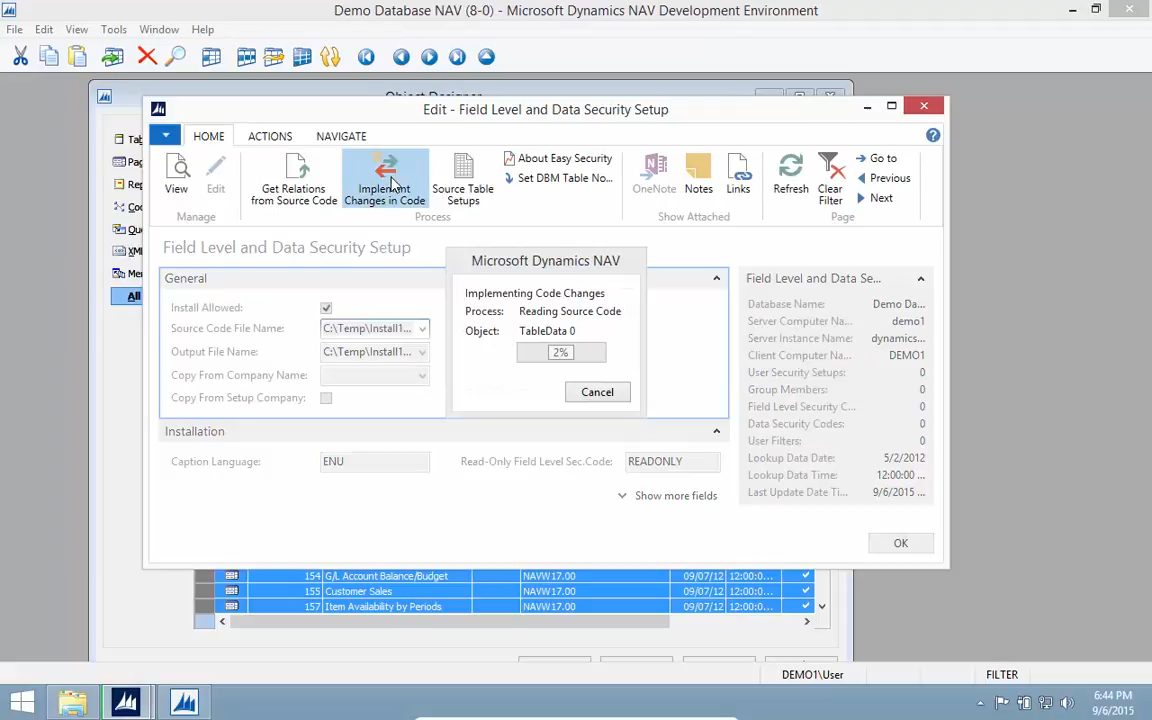 Demo Database NAV (8-0) - Microsoft Dynamics NAV Development Environment
File Edit View Tools Window Help
Object Designer
Edit - Field Level and Data Security Setup
HOME ACTIONS NAVIGATE
View
Edit
Manage
Get Relations
from Source Code
Implement
Changes in Code
Source Table
Setups
Process
About Easy Security
Set DBM Table No...
OneNote
Notes
Links
Show Attached
Refresh
Clear
Filter
Go to
Previous
Next
Page
Tab
Pag
Rep
Coc
Que
XMI
Mer
All
Field Level and Data Security Setup
General
Install Allowed:
Source Code File Name: C:\Temp\Install1...
Output File Name: C:\Temp\Install1...
Copy From Company Name:
Copy From Setup Company:
Installation
Caption Language: ENU
Read-Only Field Level Sec.Code: READONLY
Show more fields
Microsoft Dynamics NAV
Implementing Code Changes
Process: Reading Source Code
Object: TableData 0
2%
Cancel
Field Level and Data Se...
Database Name: Demo Da...
Server Computer Na... demo1
Server Instance Name: dynamics...
Client Computer Na... DEMO1
User Security Setups: 0
Group Members: 0
Field Level Security C... 0
Data Security Codes: 0
User Filters: 0
Lookup Data Date: 5/2/2012
Lookup Data Time: 12:00:00 ...
Last Update Date Ti... 9/6/2015 ...
OK
154 G/L Account Balance/Budget NAVW17.00 09/07/12 12:00:0...
155 Customer Sales NAVW17.00 09/07/12 12:00:0...
157 Item Availability by Periods NAVW17.00 09/07/12 12:00:0...
DEMO1\User
FILTER
6:44 PM
9/6/2015